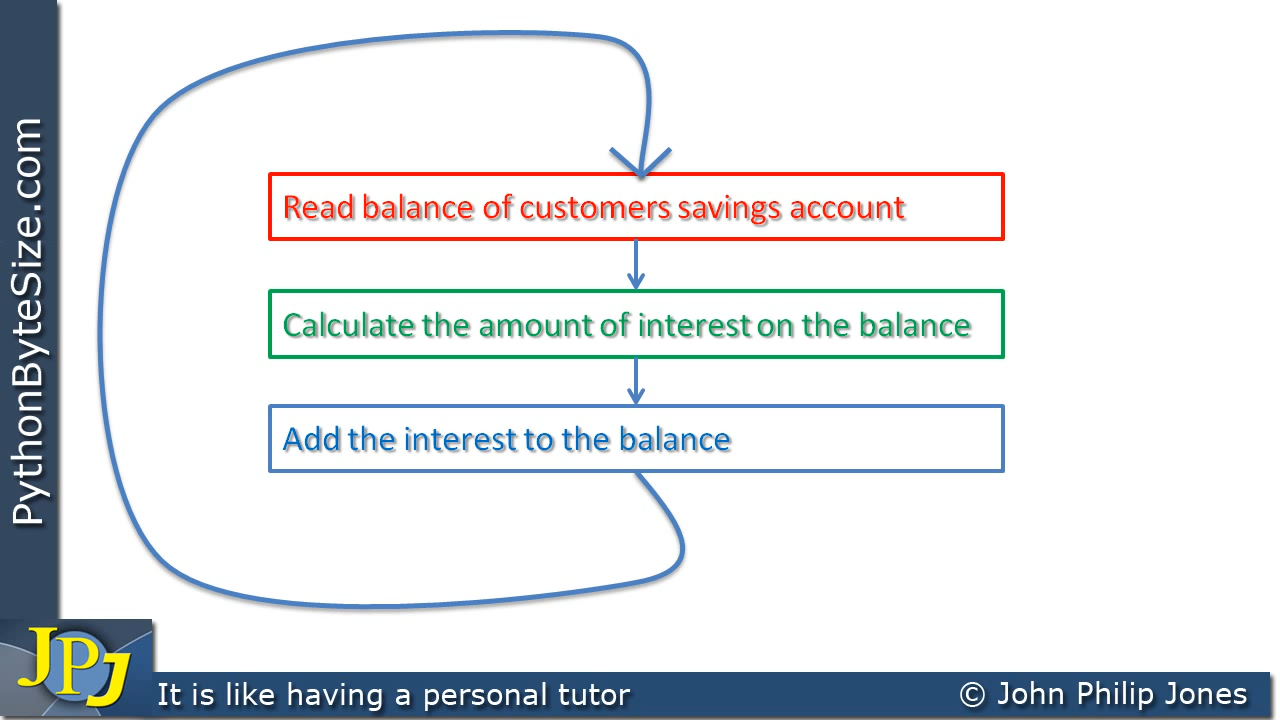 PythonByteSize.com
Read balance of customers savings account
Calculate the amount of interest on the balance
Add the interest to the balance
JPJ
It is like having a personal tutor
© John Philip Jones